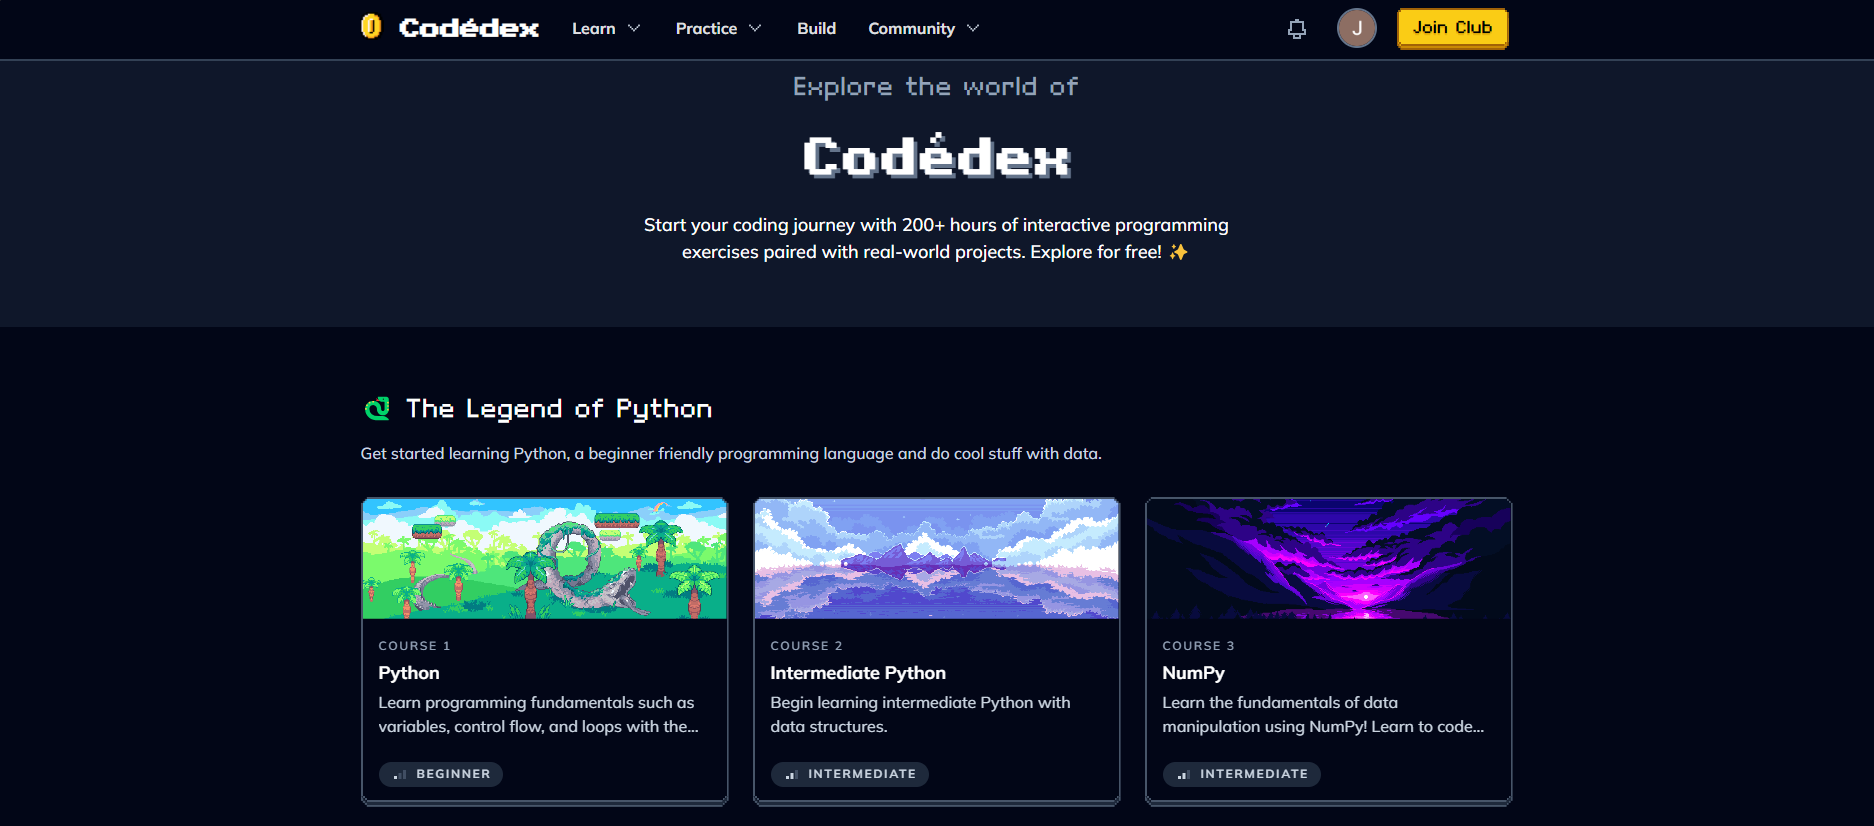 Codédex
Learn
Practice
Build
Community
J
Join Club
Explore the world of
Codédex
Start your coding journey with 200+ hours of interactive programming
exercises paired with real-world projects. Explore for free! ✨
The Legend of Python
Get started learning Python, a beginner friendly programming language and do cool stuff with data.
COURSE 1
Python
Learn programming fundamentals such as
variables, control flow, and loops with the...
BEGINNER
COURSE 2
Intermediate Python
Begin learning intermediate Python with
data structures.
INTERMEDIATE
COURSE 3
NumPy
Learn the fundamentals of data
manipulation using NumPy! Learn to code...
INTERMEDIATE